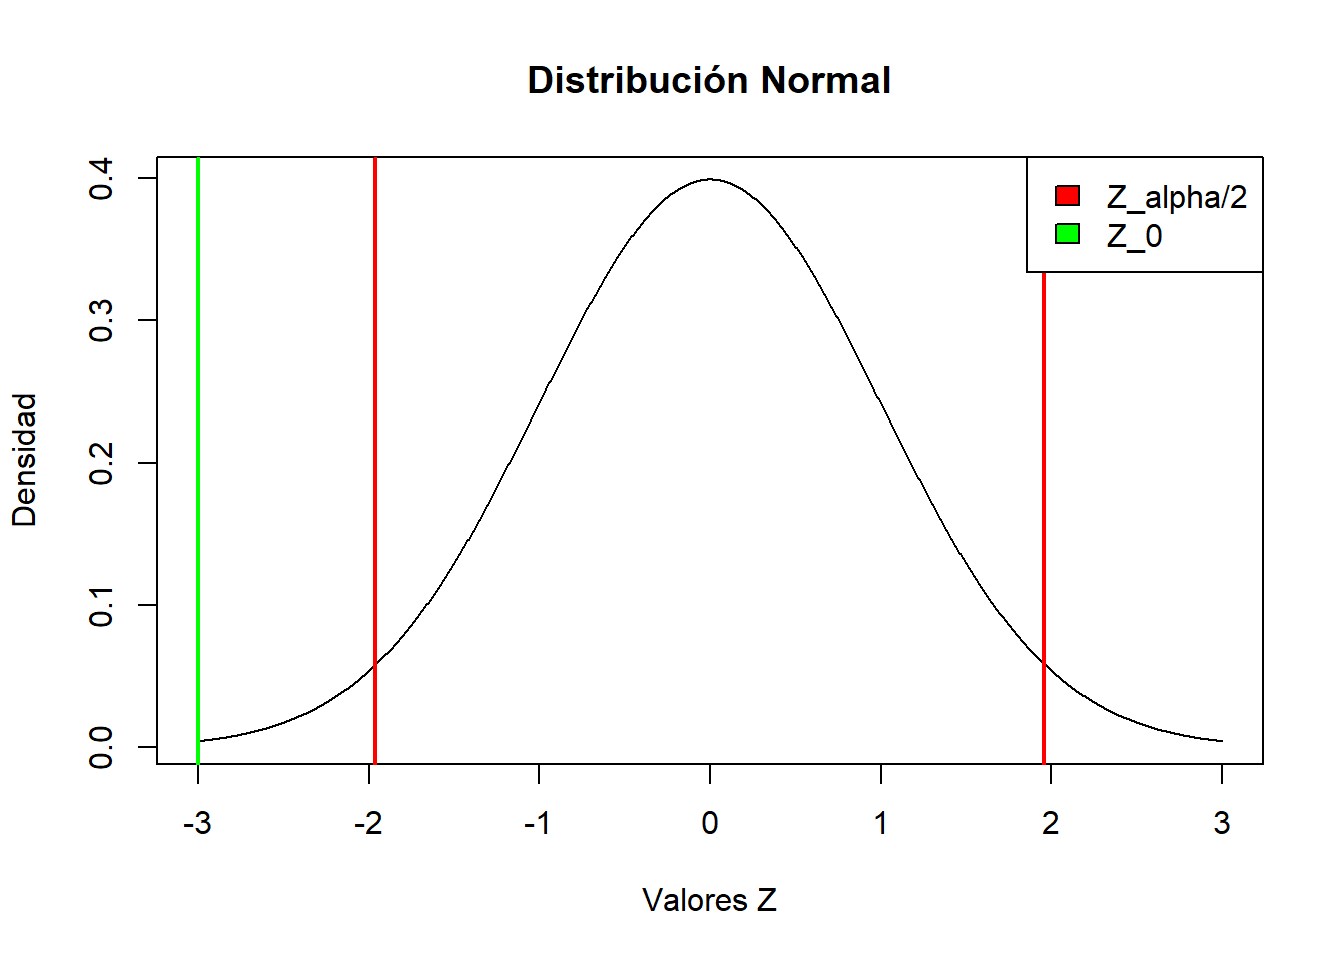 Distribución Normal
Z_alpha/2
Z_0
Densidad
0.4
0.3
0.2
0.1
0.0
-3 -2 -1 0 1 2 3
Valores Z